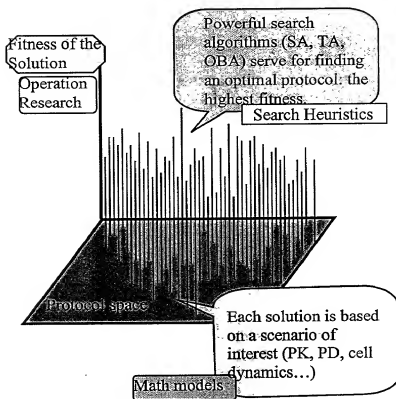 Fitness of the
Solution
Operation
Research
Powerful search
algorithms (SA, TA,
OBA) serve for finding
an optimal protocol: the
highest fitness.
Search Heuristics
Protocol space
Each solution is based
on a scenario of
interest (PK, PD, cell
dynamics...)
Math models